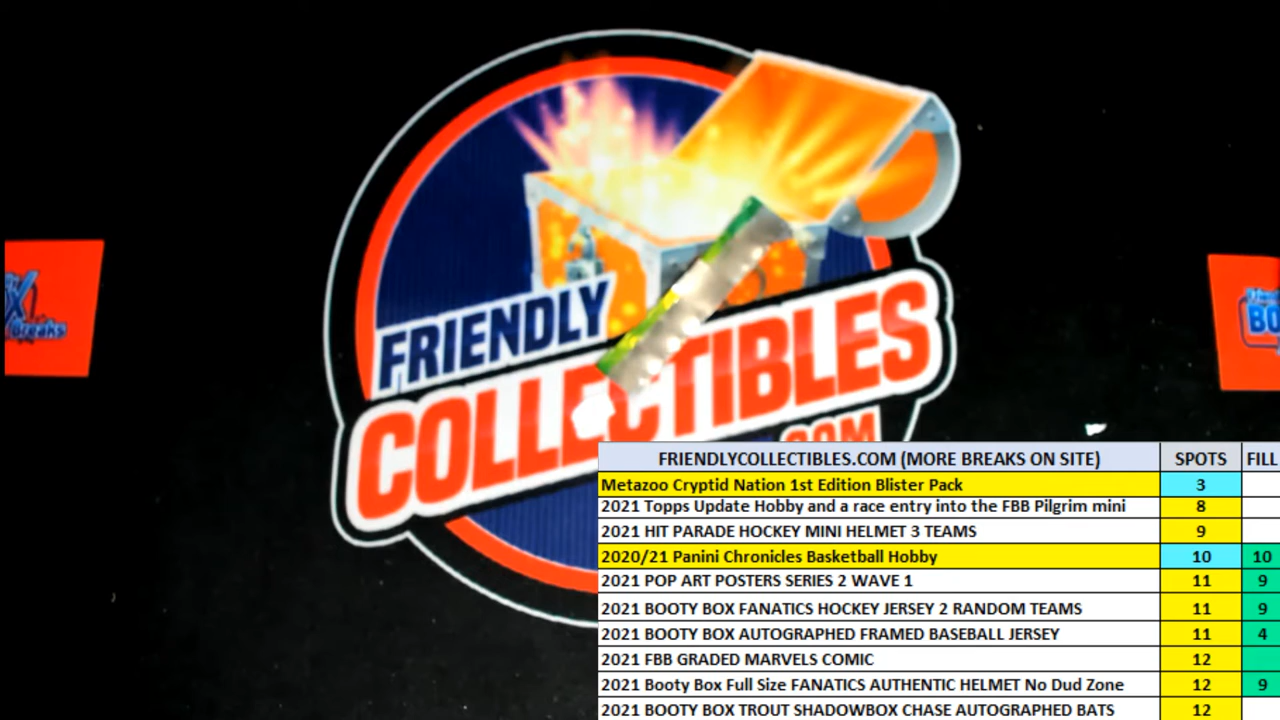 FRIENDLY
COLLECTIBLES
.COM
Breaks
BO
FRIENDLYCOLLECTIBLES.COM (MORE BREAKS ON SITE) SPOTS FILL
Metazoo Cryptid Nation 1st Edition Blister Pack 3
2021 Topps Update Hobby and a race entry into the FBB Pilgrim mini 8
2021 HIT PARADE HOCKEY MINI HELMET 3 TEAMS 9
2020/21 Panini Chronicles Basketball Hobby 10 10
2021 POP ART POSTERS SERIES 2 WAVE 1 11 9
2021 BOOTY BOX FANATICS HOCKEY JERSEY 2 RANDOM TEAMS 11 9
2021 BOOTY BOX AUTOGRAPHED FRAMED BASEBALL JERSEY 11 4
2021 FBB GRADED MARVELS COMIC 12
2021 Booty Box Full Size FANATICS AUTHENTIC HELMET No Dud Zone 12 9
2021 BOOTY BOX TROUT SHADOWBOX CHASE AUTOGRAPHED BATS 12